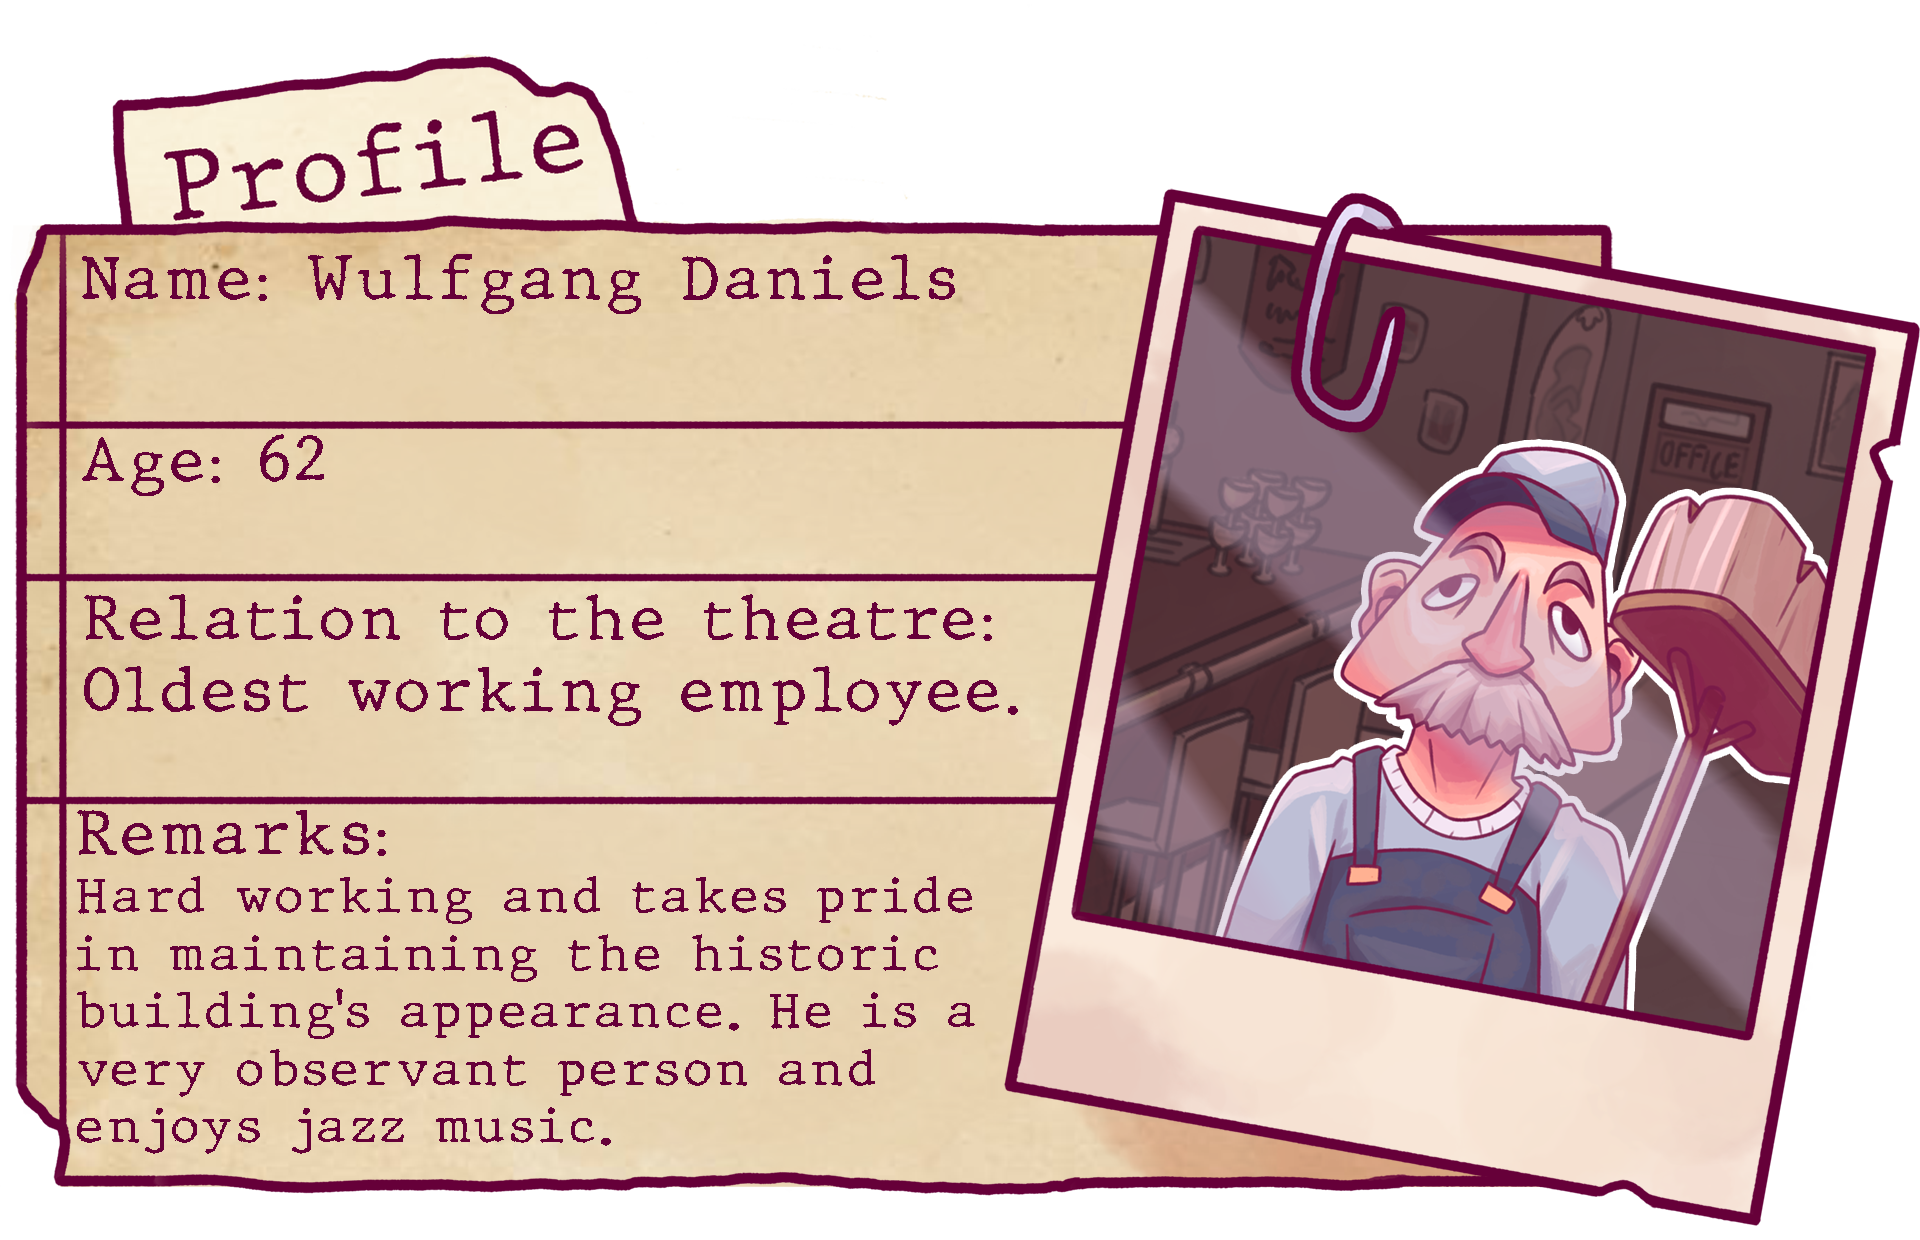 Profile
Name: Wulfgang Daniels
Age: 62
Relation to the theatre:
Oldest working employee.
Remarks:
Hard working and takes pride
in maintaining the historic
building's appearance. He is a
very observant person and
enjoys jazz music.
OFFICE